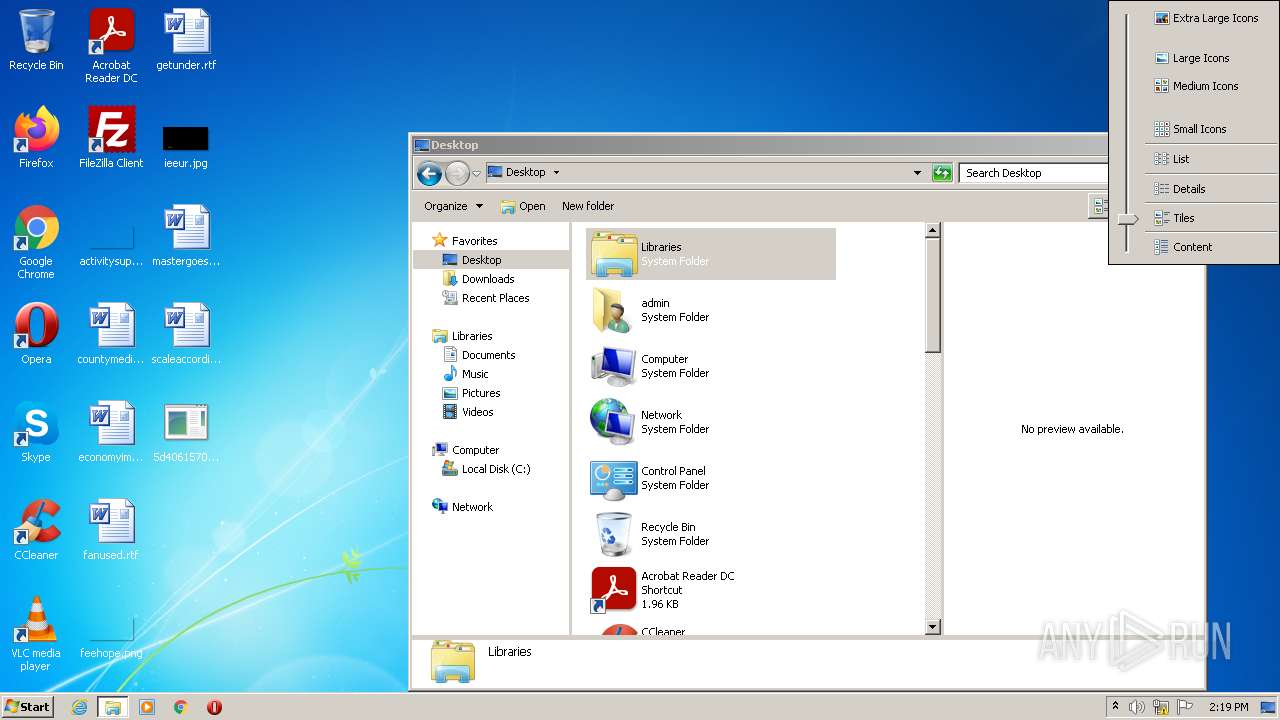 Recycle Bin
Acrobat
Reader DC
getunder.rtf
Firefox
FileZilla Client
ieeur.jpg
Google
Chrome
activitysup...
mastergoes...
Opera
countymedi...
scaleaccordi...
Skype
economyim...
5d4061570...
CCleaner
fanused.rtf
VLC media
player
feehope.png
Desktop
Desktop
Search Desktop
Organize
Open
New folder
Favorites
Desktop
Downloads
Recent Places
Libraries
Documents
Music
Pictures
Videos
Computer
Local Disk (C:)
Network
Libraries
System Folder
admin
System Folder
Computer
System Folder
Network
System Folder
Control Panel
System Folder
Recycle Bin
System Folder
Acrobat Reader DC
Shortcut
1.96 KB
CCleaner
No preview available.
Libraries
Extra Large Icons
Large Icons
Medium Icons
Small Icons
List
Details
Tiles
Content
ANY RUN
Start
2:19 PM